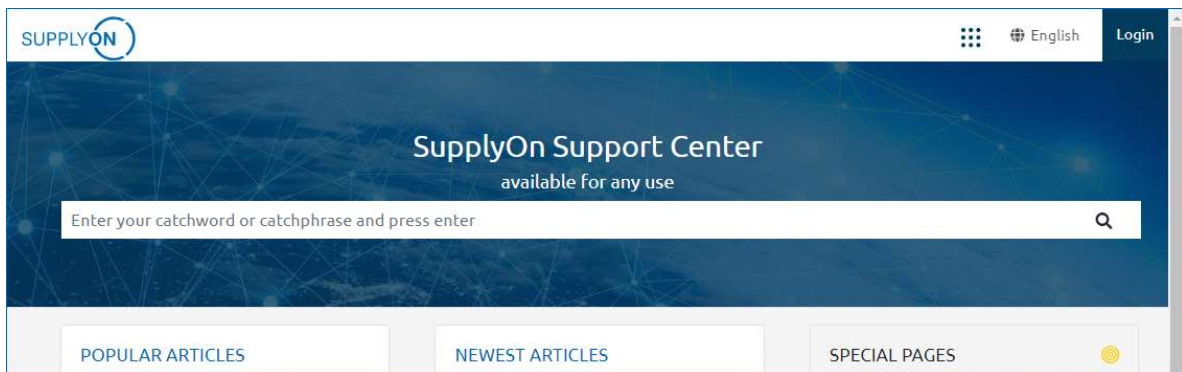 SUPPLYON
English
Login
SupplyOn Support Center
available for any use
Enter your catchword or catchphrase and press enter
POPULAR ARTICLES
NEWEST ARTICLES
SPECIAL PAGES